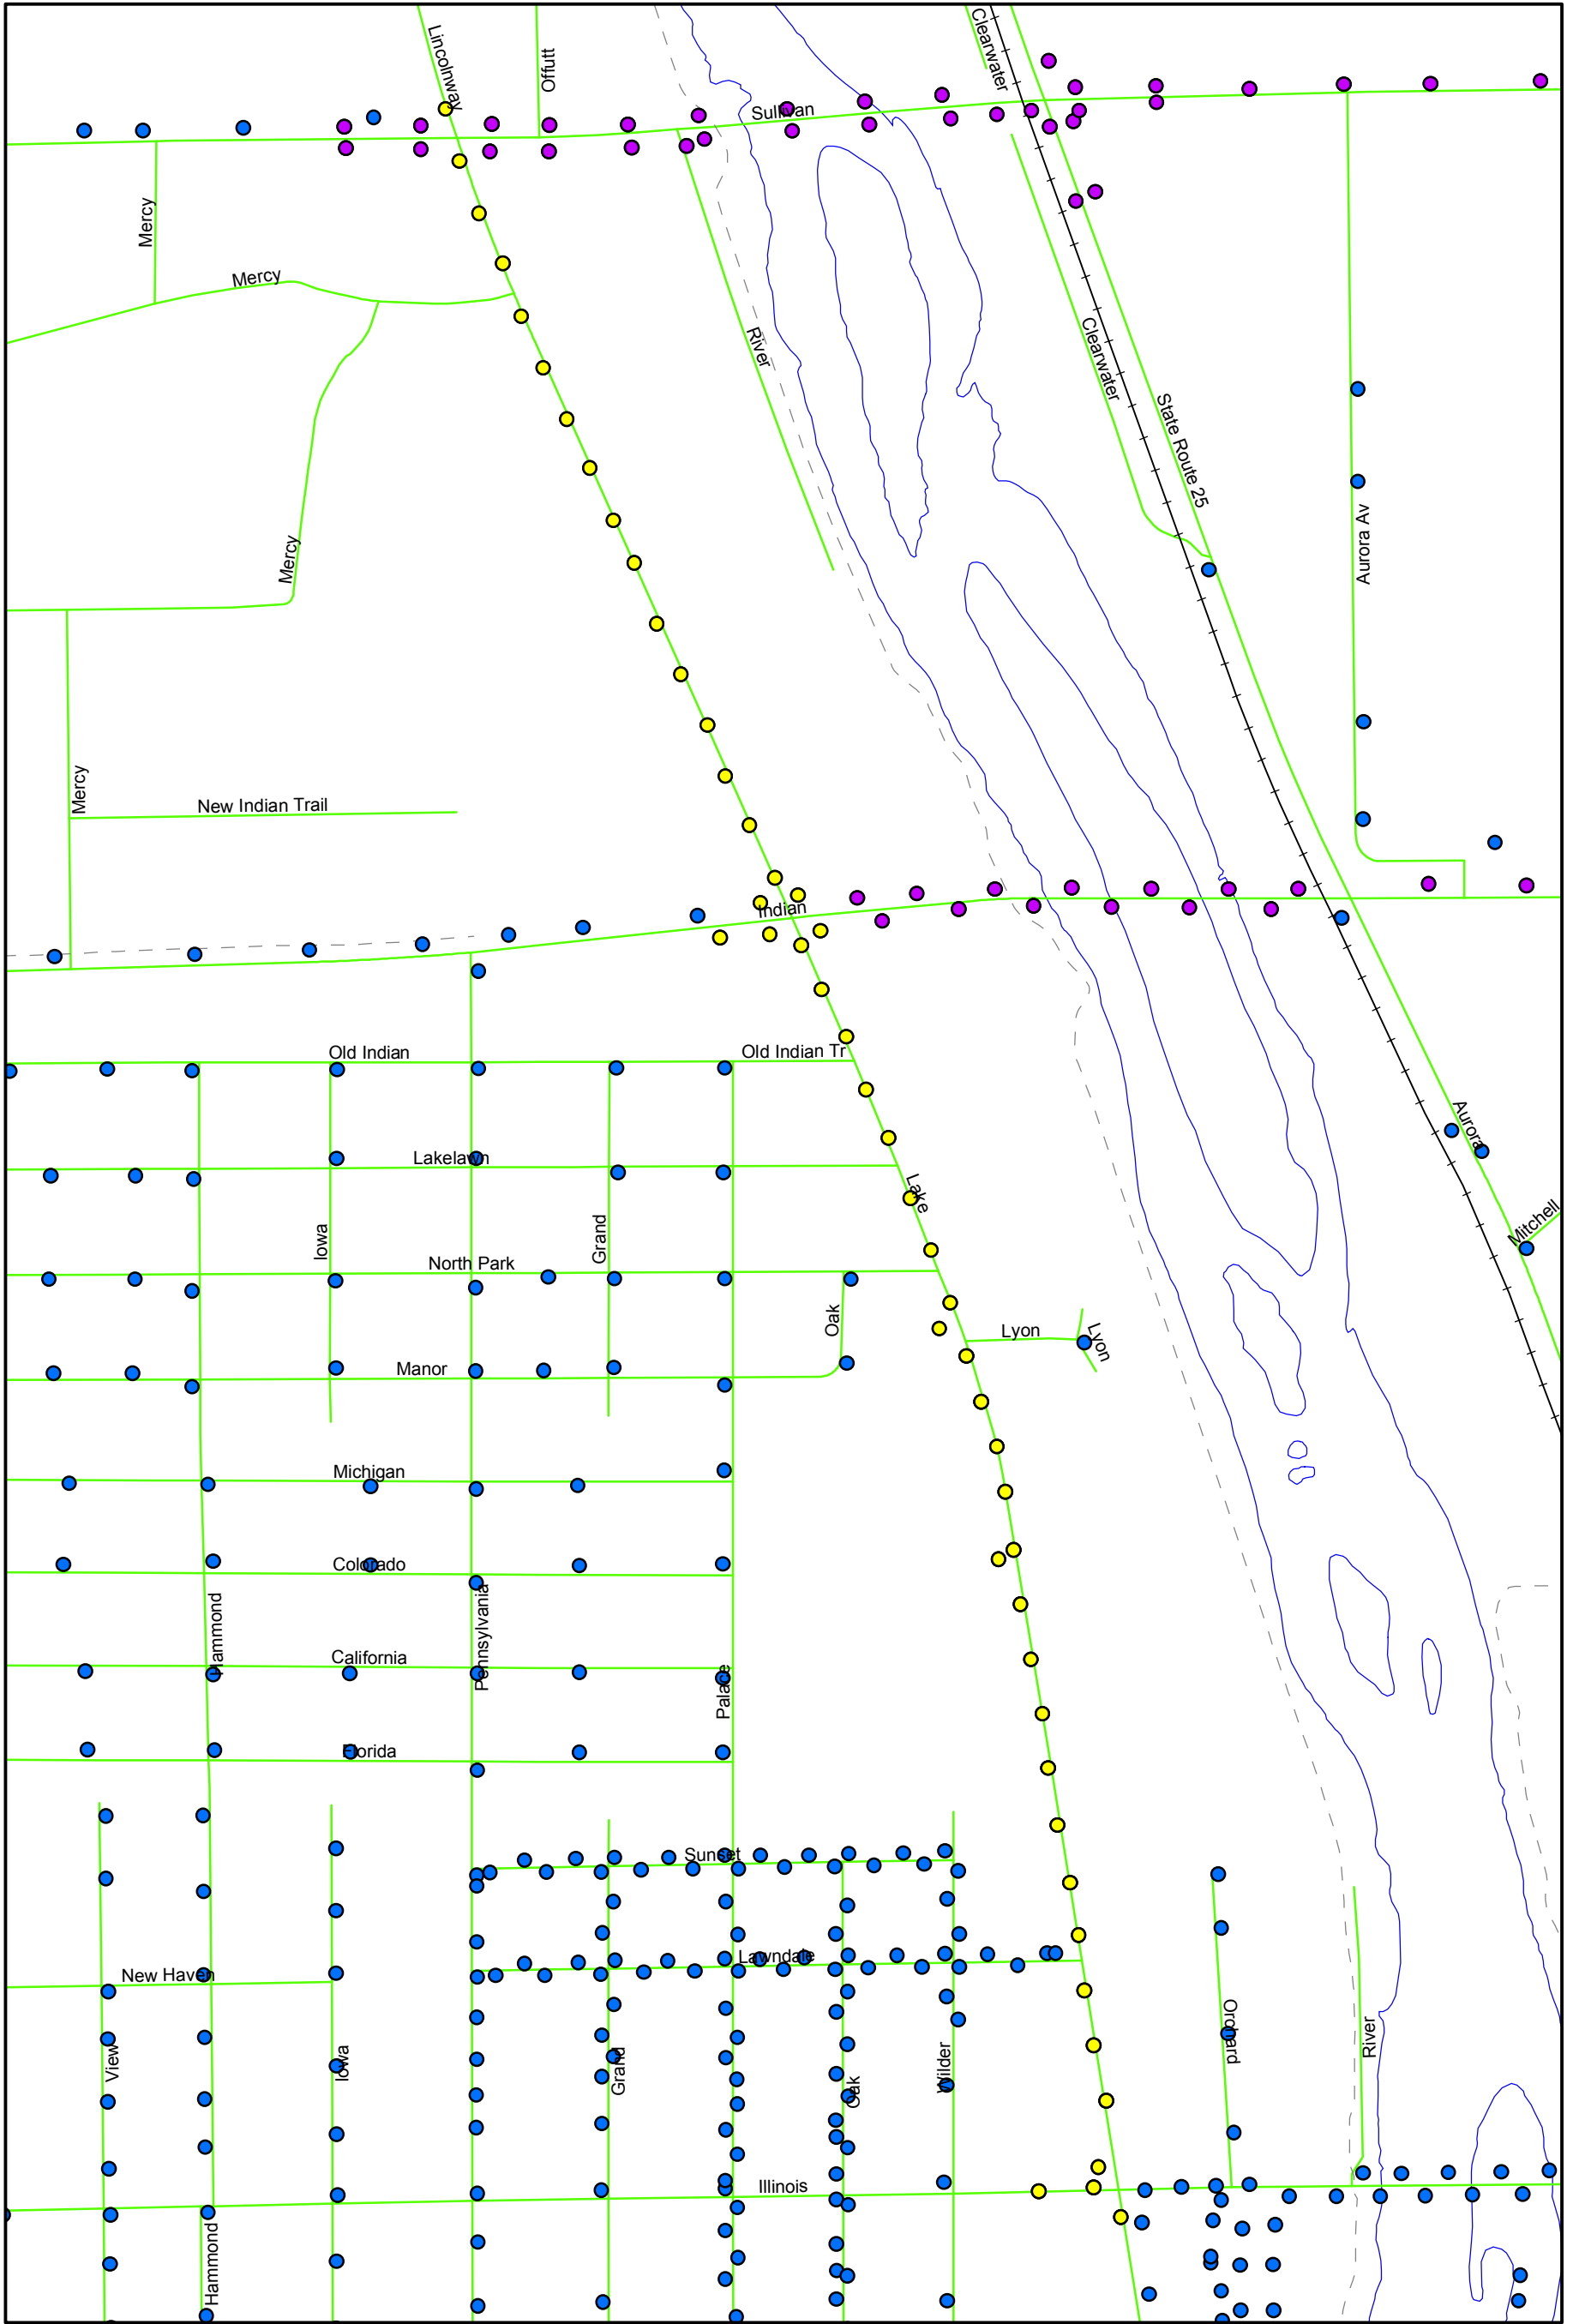 Clearwater
Lincolnway
Offutt
Sullivan
Mercy
Mercy
River
Clearwater
State Route 25
Aurora Av
Mercy
Mercy
New Indian Trail
Indian
Old Indian
Old Indian Tr
Aurora
Lakelawn
Lake
Mitchell
Iowa
Grand
North Park
Oak
Lyon
Lyon
Manor
Michigan
Colorado
Hammond
Pennsylvania
California
Palace
Florida
Sunset
Lawndale
New Haven
View
Iowa
Grand
Oak
Wilder
Orchard
River
Illinois
Hammond